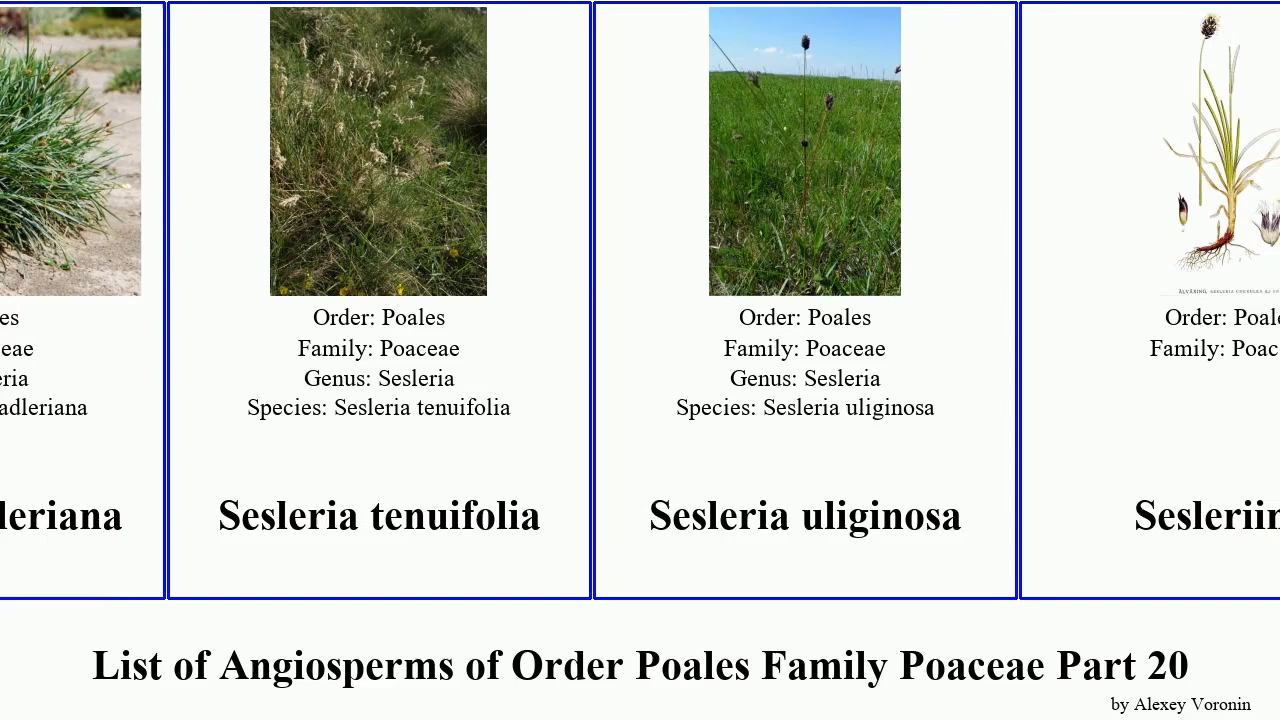 es
eae
eria
adleriana
leriana
Order: Poales
Family: Poaceae
Genus: Sesleria
Species: Sesleria tenuifolia
Sesleria tenuifolia
Order: Poales
Family: Poaceae
Genus: Sesleria
Species: Sesleria uliginosa
Sesleria uliginosa
Order: Poale
Family: Poac
Sesleriin
List of Angiosperms of Order Poales Family Poaceae Part 20
by Alexey Voronin